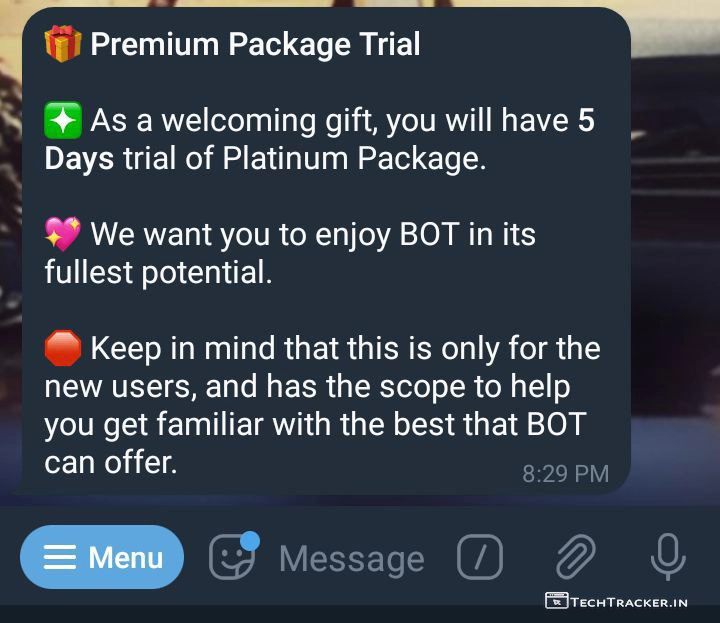 🎁 Premium Package Trial
As a welcoming gift, you will have 5
Days trial of Platinum Package.
💖 We want you to enjoy BOT in its
fullest potential.
🛑 Keep in mind that this is only for the
new users, and has the scope to help
you get familiar with the best that BOT
can offer.
8:29 PM
Menu
Message
/
TECHTRACKER.IN